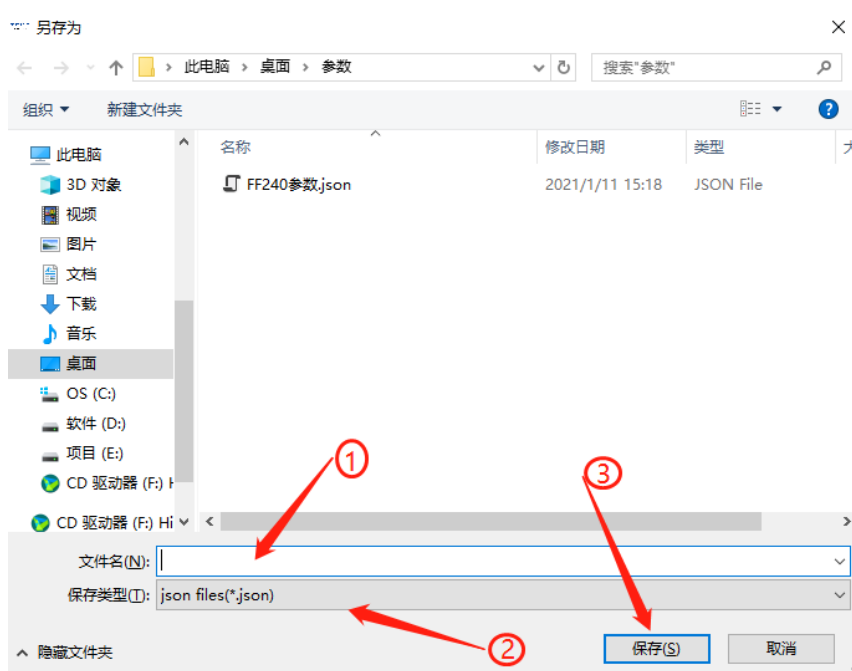 另存为
此电脑 › 桌面 › 参数
搜索"参数"
组织 新建文件夹
?
名称 修改日期 类型
此电脑
FF240参数.json 2021/1/11 15:18 JSON File
3D 对象
视频
图片
文档
下载
音乐
桌面
OS (C:)
软件 (D:)
项目 (E:)
CD 驱动器 (F:) H
CD 驱动器 (F:) Hi
①
③
文件名(N):
保存类型(T): json files(*.json)
②
隐藏文件夹
保存(S) 取消